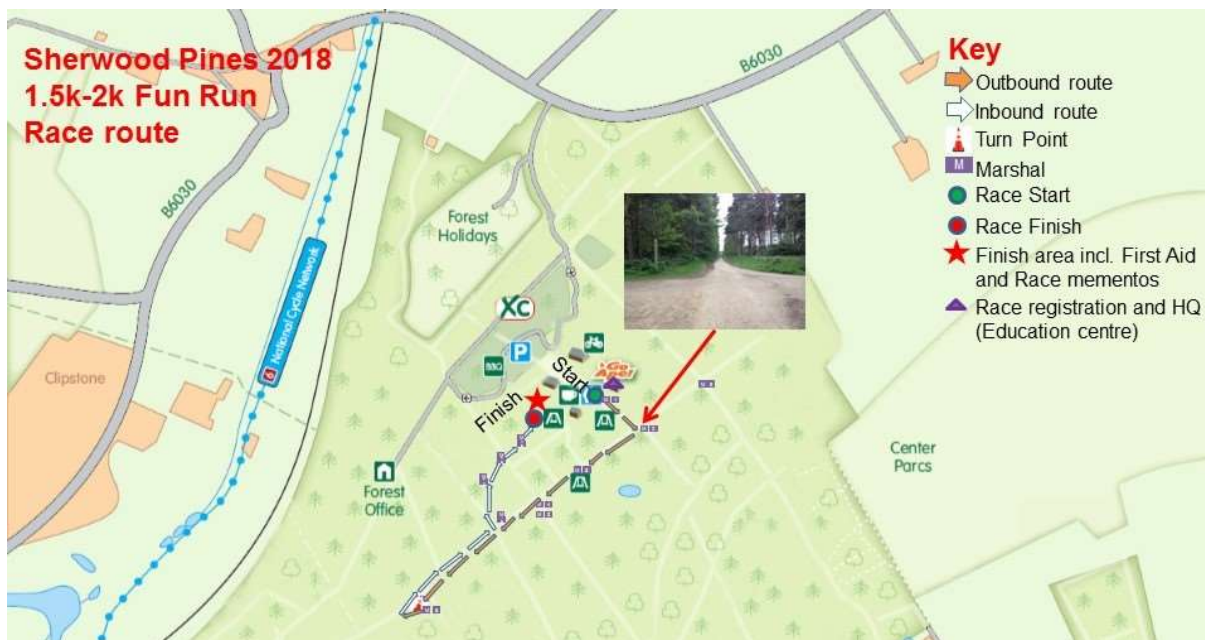 Sherwood Pines 2018
1.5k-2k Fun Run
Race route
B6030
B6030
Key
Outbound route
Inbound route
Turn Point
M Marshal
Race Start
Race Finish
Finish area incl. First Aid
and Race mementos
Race registration and HQ
(Education centre)
Forest
Holidays
6 National Cycle Network
Clipstone
XC
P
BBQ
Go Ape!
Start
Finish
Forest
Office
Center
Parcs